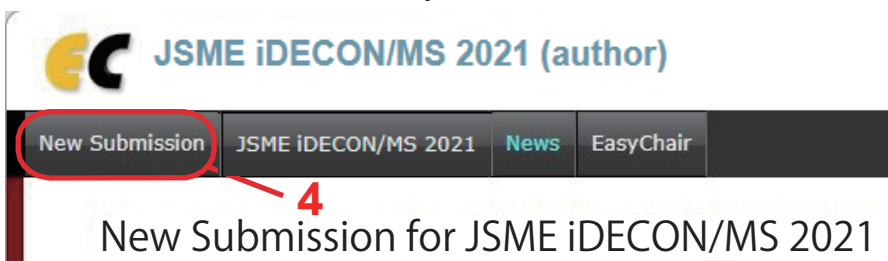 EC JSME iDECON/MS 2021 (author)
New Submission JSME iDECON/MS 2021 News EasyChair
4
New Submission for JSME iDECON/MS 2021